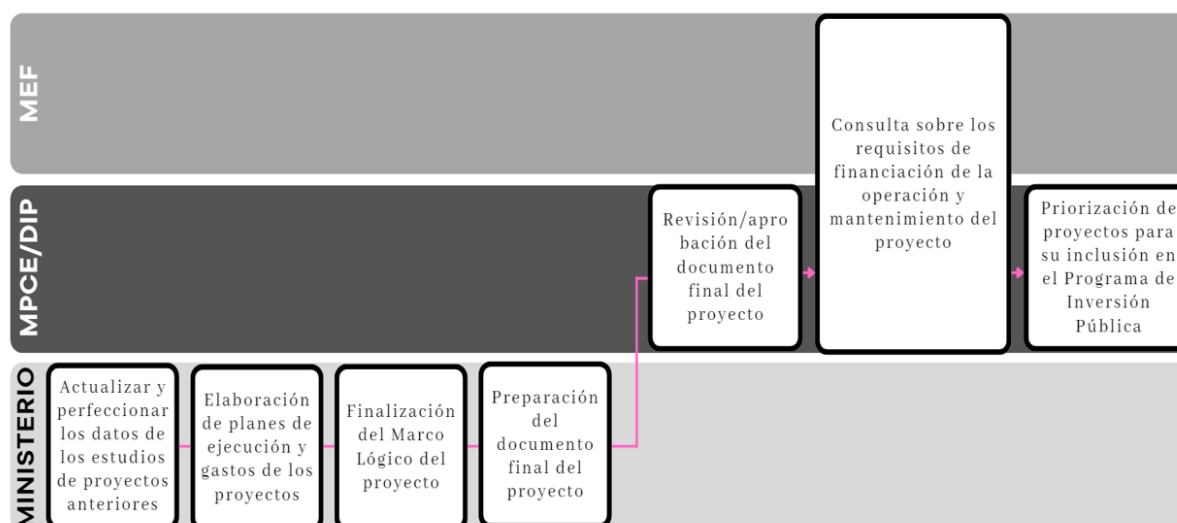 MEF
Consulta sobre los
requisitos de
financiación de la
operación y
mantenimiento del
proyecto
MPCE/DIP
Revisión/apro
bación del
documento
final del
proyecto
Priorización de
proyectos para
su inclusión en
el Programa de
Inversión
Pública
MINISTERIO
Actualizar y
perfeccionar
los datos de
los estudios
de proyectos
anteriores
Elaboración
de planes de
ejecución y
gastos de los
proyectos
Finalización
del Marco
Lógico del
proyecto
Preparación
del
documento
final del
proyecto